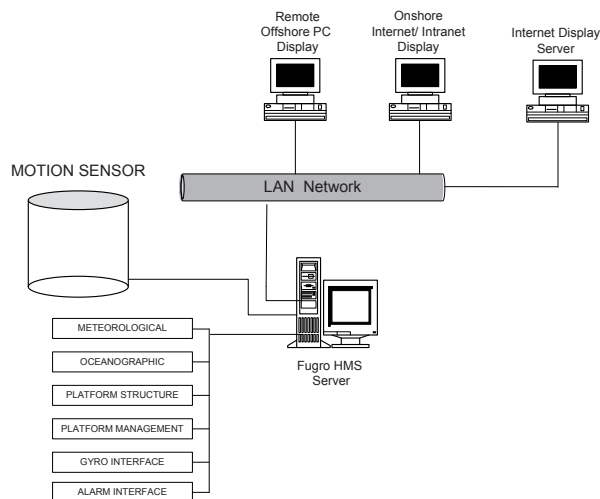 Remote
Offshore PC
Display
Onshore
Internet/ Intranet
Display
Internet Display
Server
MOTION SENSOR
LAN Network
METEOROLOGICAL
OCEANOGRAPHIC
PLATFORM STRUCTURE
PLATFORM MANAGEMENT
GYRO INTERFACE
ALARM INTERFACE
Fugro HMS
Server